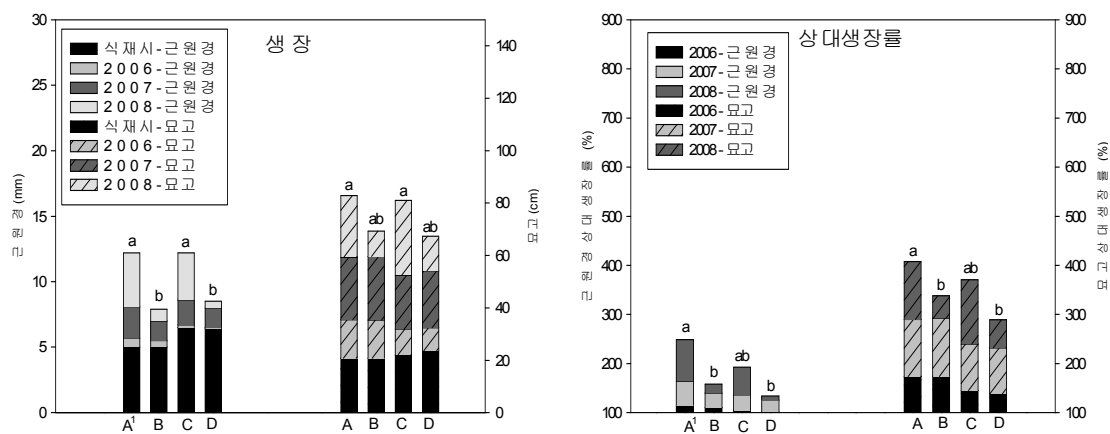 생 장
식재시-근원경
2006-근원경
2007-근원경
2008-근원경
식재시-묘고
2006-묘고
2007-묘고
2008-묘고
근원경 (mm)
30
25
20
15
10
5
0
묘고 (cm)
140
120
100
80
60
40
20
0
a b a b
a ab a ab
A¹ B C D
A B C D
상대생장률
2006-근원경
2007-근원경
2008-근원경
2006-묘고
2007-묘고
2008-묘고
근원경상대생장률 (%)
900
800
700
600
500
400
300
200
100
묘고상대생장률 (%)
900
800
700
600
500
400
300
200
100
a b ab b
a b ab b
A B C D
A B C D